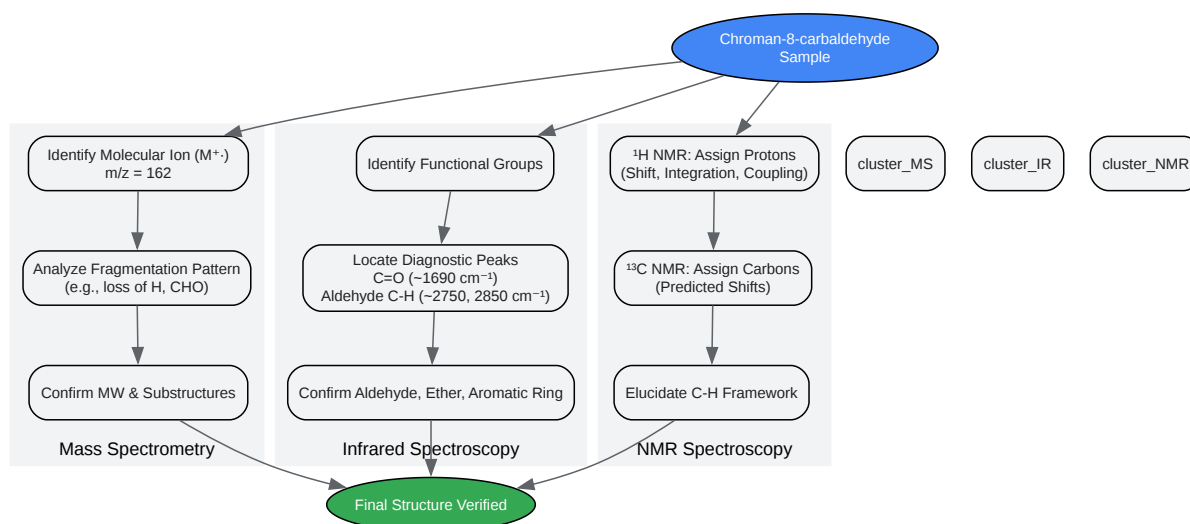 Chroman-8-carbaldehyde
Sample
Identify Molecular Ion (M⁺·)
m/z = 162
Identify Functional Groups
¹H NMR: Assign Protons
(Shift, Integration, Coupling)
cluster_MS
cluster_IR
cluster_NMR
Analyze Fragmentation Pattern
(e.g., loss of H, CHO)
Locate Diagnostic Peaks
C=O (~1690 cm⁻¹)
Aldehyde C-H (~2750, 2850 cm⁻¹)
¹³C NMR: Assign Carbons
(Predicted Shifts)
Confirm MW & Substructures
Confirm Aldehyde, Ether, Aromatic Ring
Elucidate C-H Framework
Mass Spectrometry
Infrared Spectroscopy
NMR Spectroscopy
Final Structure Verified